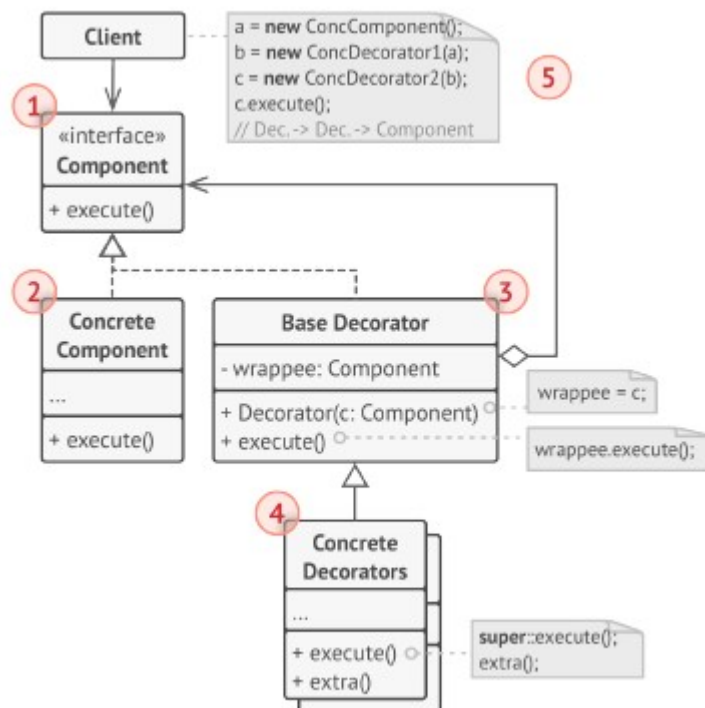 Client
a = new ConcComponent();
b = new ConcDecorator1(a);
c = new ConcDecorator2(b);
c.execute();
// Dec. -> Dec. -> Component
5
1
«interface»
Component
+ execute()
2
Concrete
Component
...
+ execute()
3
Base Decorator
- wrappee: Component
+ Decorator(c: Component)
+ execute()
wrappee = c;
wrappee.execute();
4
Concrete
Decorators
...
+ execute()
+ extra()
super::execute();
extra();